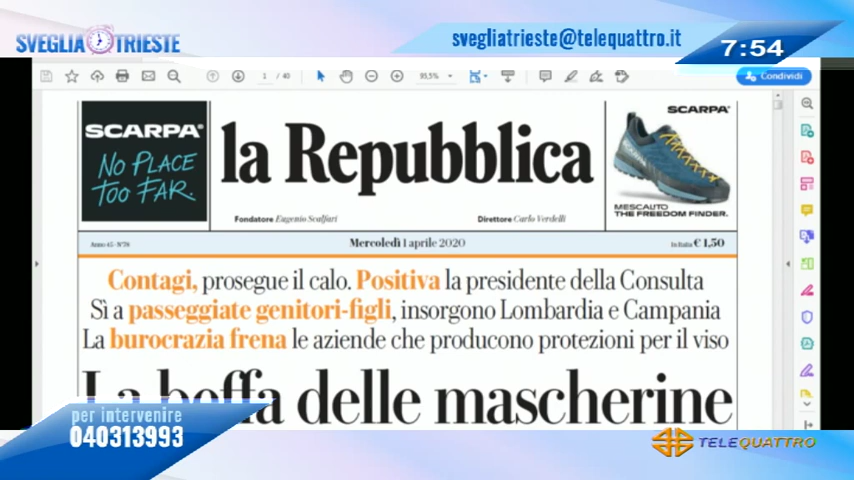 SVEGLIA TRIESTE
svegliatrieste@telequattro.it
7:54
1 / 40
93,5%
Condividi
SCARPA®
NO PLACE
TOO FAR.
la Repubblica
SCARPA®
MESCALITO
THE FREEDOM FINDER.
Fondatore Eugenio Scalfari
Direttore Carlo Verdelli
Anno 45 - N°78
Mercoledì 1 aprile 2020
In Italia € 1,50
Contagi, prosegue il calo. Positiva la presidente della Consulta
Sì a passeggiate genitori-figli, insorgono Lombardia e Campania
La burocrazia frena le aziende che producono protezioni per il viso
La beffa delle mascherine
per intervenire
040313993
TELEQUATTRO